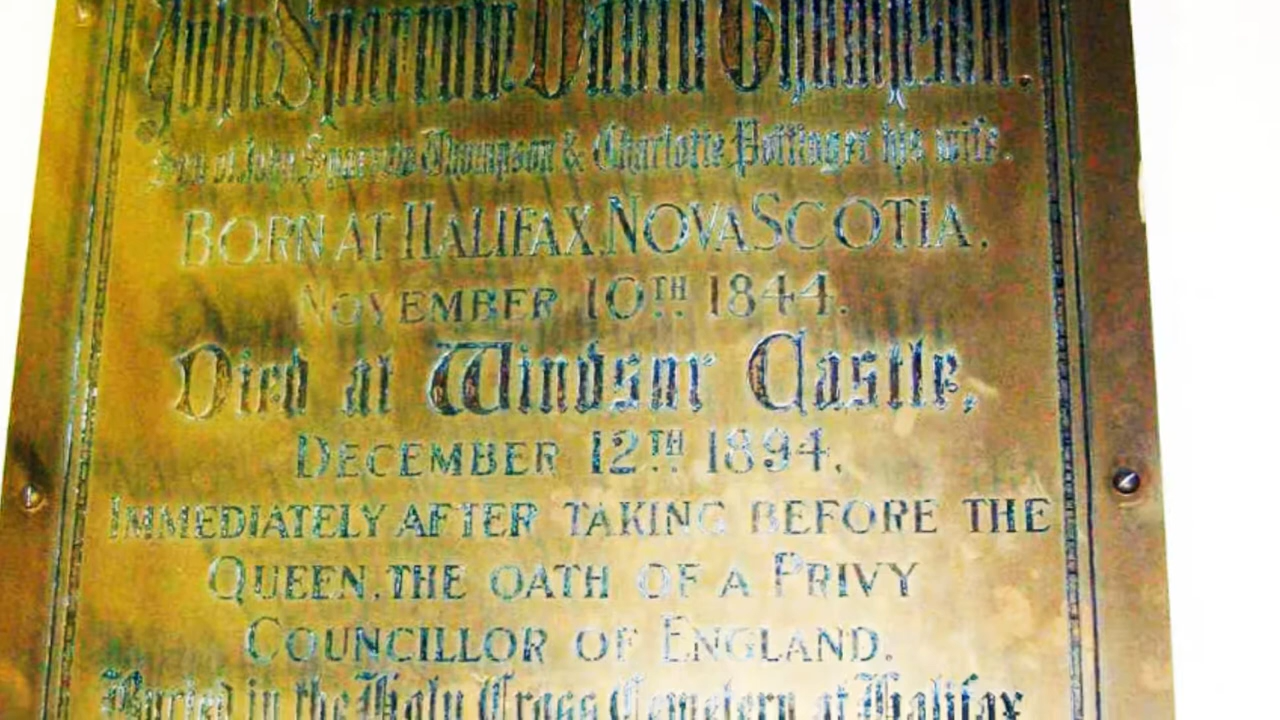 John Sparrow David Thompson.
Son of John Sparrow Thompson & Charlotte Pottinger his wife.
BORN AT HALIFAX, NOVA SCOTIA.
NOVEMBER 10TH 1844.
Died at Windsor Castle,
DECEMBER 12TH 1894.
IMMEDIATELY AFTER TAKING BEFORE THE
QUEEN, THE OATH OF A PRIVY
COUNCILLOR OF ENGLAND.
Buried in the Holy Cross Cemetery at Halifax